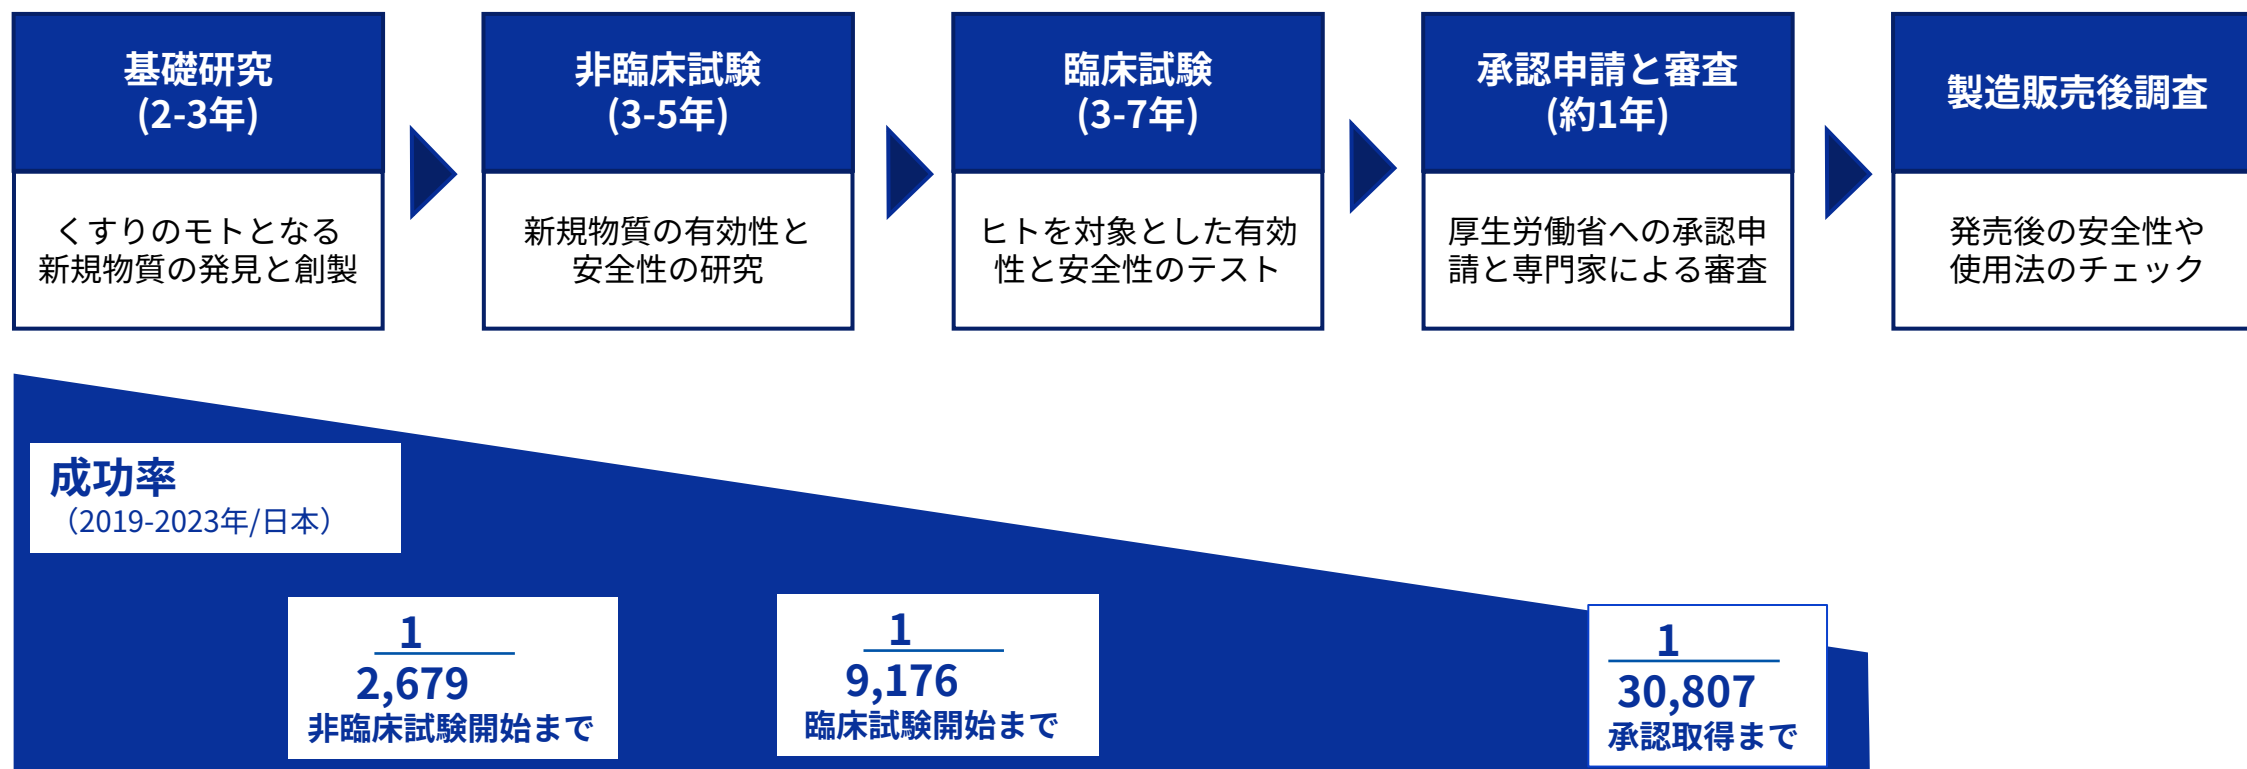 基礎研究
(2-3年)
くすりのモトとなる
新規物質の発見と創製
非臨床試験
(3-5年)
新規物質の有効性と
安全性の研究
臨床試験
(3-7年)
ヒトを対象とした有効
性と安全性のテスト
承認申請と審査
(約1年)
厚生労働省への承認申
請と専門家による審査
製造販売後調査
発売後の安全性や
使用法のチェック
成功率
（2019-2023年/日本）
1
2,679
非臨床試験開始まで
1
9,176
臨床試験開始まで
1
30,807
承認取得まで